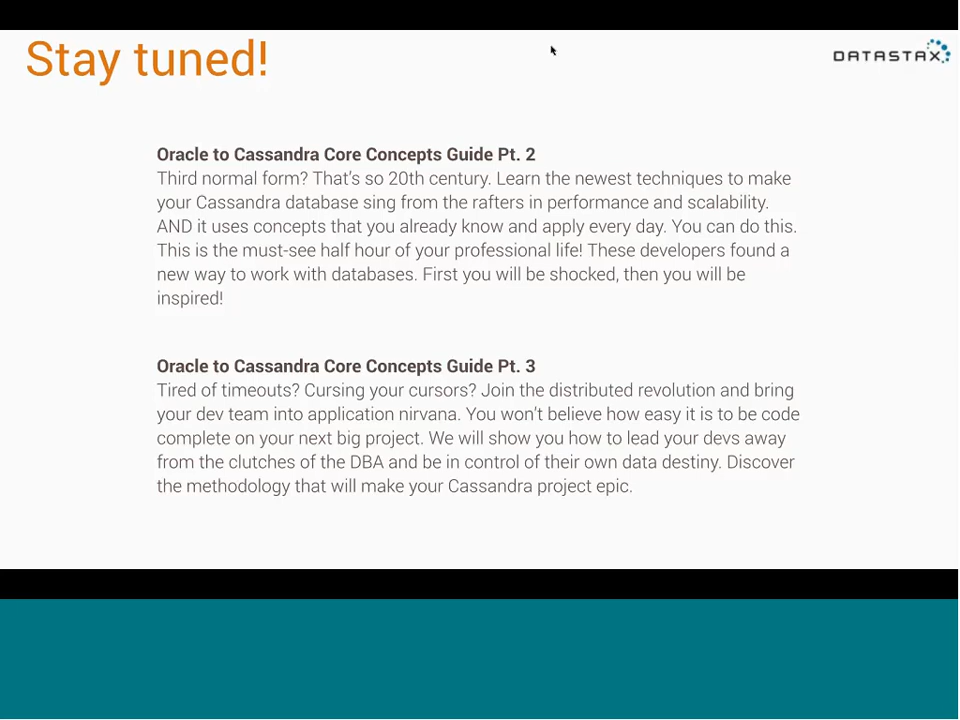 Stay tuned!
DATASTAX
Oracle to Cassandra Core Concepts Guide Pt. 2
Third normal form? That’s so 20th century. Learn the newest techniques to make
your Cassandra database sing from the rafters in performance and scalability.
AND it uses concepts that you already know and apply every day. You can do this.
This is the must-see half hour of your professional life! These developers found a
new way to work with databases. First you will be shocked, then you will be
inspired!
Oracle to Cassandra Core Concepts Guide Pt. 3
Tired of timeouts? Cursing your cursors? Join the distributed revolution and bring
your dev team into application nirvana. You won’t believe how easy it is to be code
complete on your next big project. We will show you how to lead your devs away
from the clutches of the DBA and be in control of their own data destiny. Discover
the methodology that will make your Cassandra project epic.